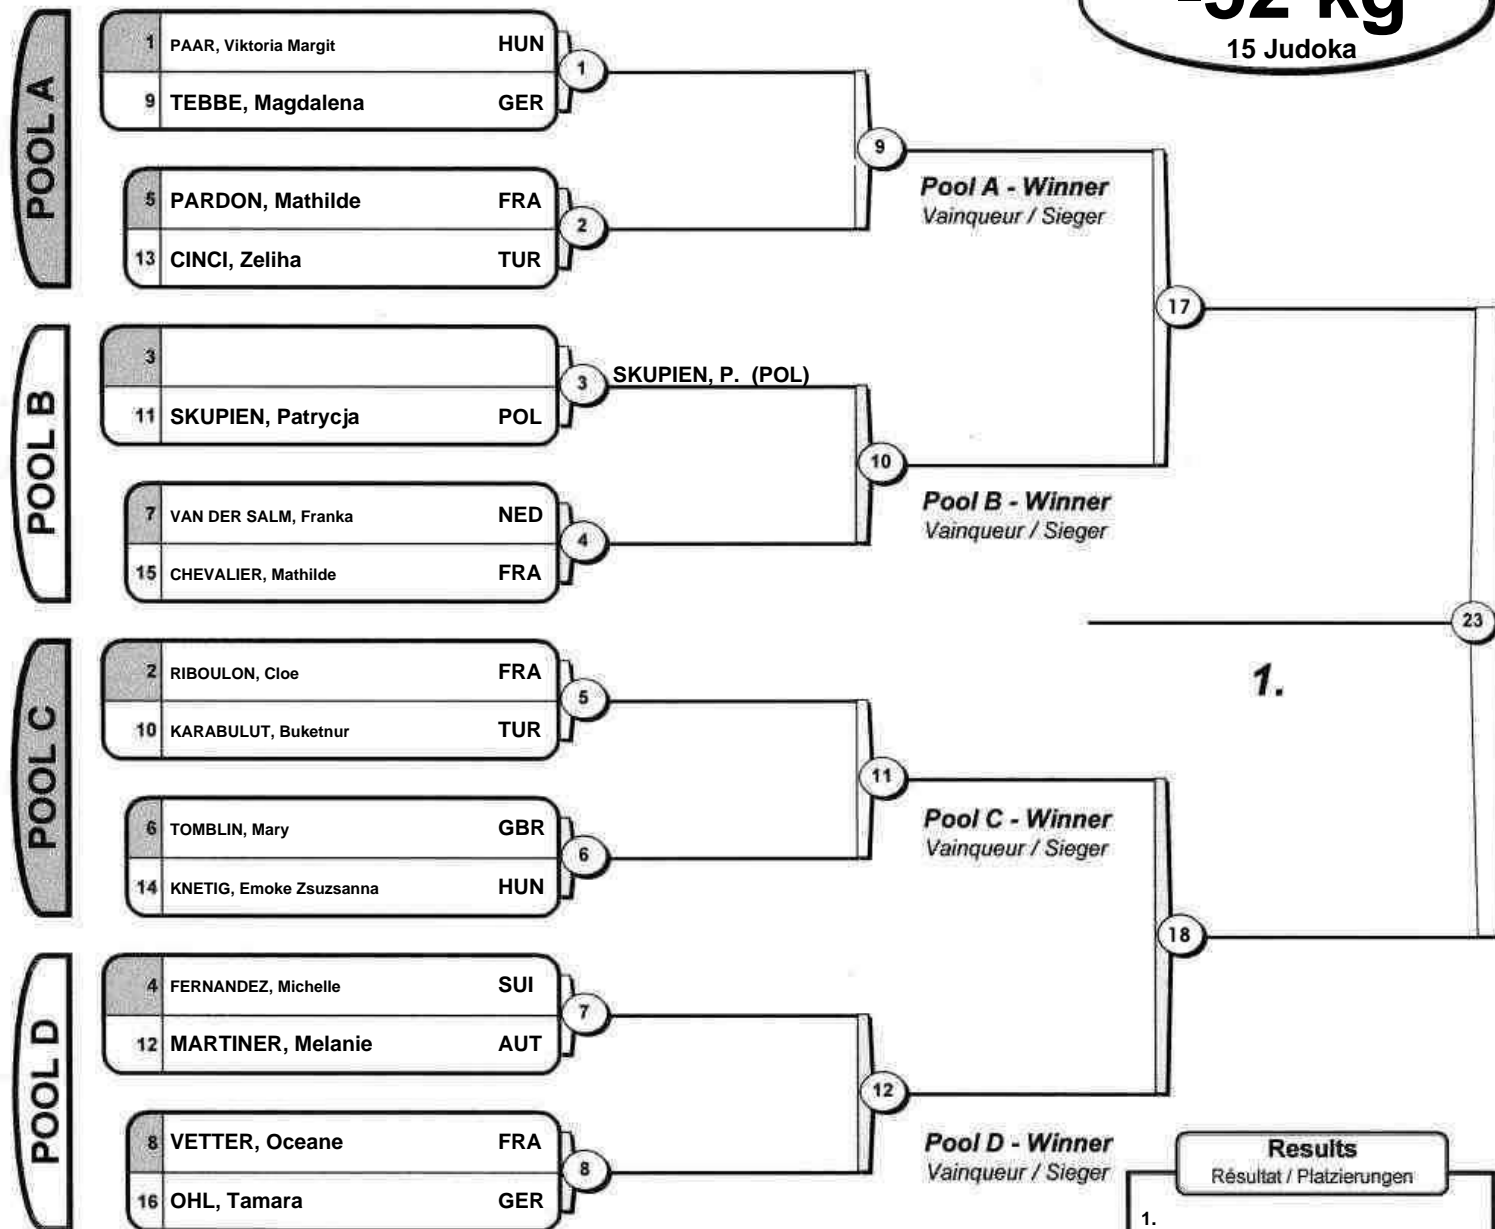 -52 kg
15 Judoka
POOL A
1 PAAR, Viktoria Margit HUN
9 TEBBE, Magdalena GER
1
5 PARDON, Mathilde FRA
13 CINCI, Zeliha TUR
2
9
Pool A - Winner
Vainqueur / Sieger
17
POOL B
3
11 SKUPIEN, Patrycja POL
3
SKUPIEN, P. (POL)
7 VAN DER SALM, Franka NED
15 CHEVALIER, Mathilde FRA
4
10
Pool B - Winner
Vainqueur / Sieger
23
1.
POOL C
2 RIBOULON, Cloe FRA
10 KARABULUT, Buketnur TUR
5
6 TOMBLIN, Mary GBR
14 KNETIG, Emoke Zsuzsanna HUN
6
11
Pool C - Winner
Vainqueur / Sieger
18
POOL D
4 FERNANDEZ, Michelle SUI
12 MARTINER, Melanie AUT
7
8 VETTER, Oceane FRA
16 OHL, Tamara GER
8
12
Pool D - Winner
Vainqueur / Sieger
Results
Résultat / Platzierungen
1.